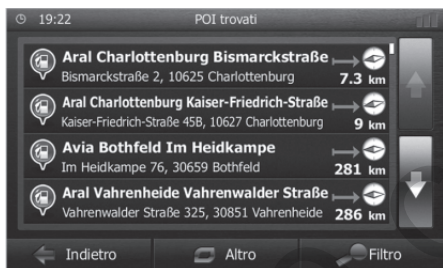 19:22 POI trovati
Aral Charlottenburg Bismarckstraße
Bismarckstraße 2, 10625 Charlottenburg 7.3 km
Aral Charlottenburg Kaiser-Friedrich-Straße
Kaiser-Friedrich-Straße 45B, 10627 Charlottenburg 9 km
Avia Bothfeld Im Heidkampe
Im Heidkampe 76, 30659 Bothfeld 281 km
Aral Vahrenheide Vahrenwalder Straße
Vahrenwalder Straße 325, 30851 Vahrenheide 286 km
Indietro Altro Filtro